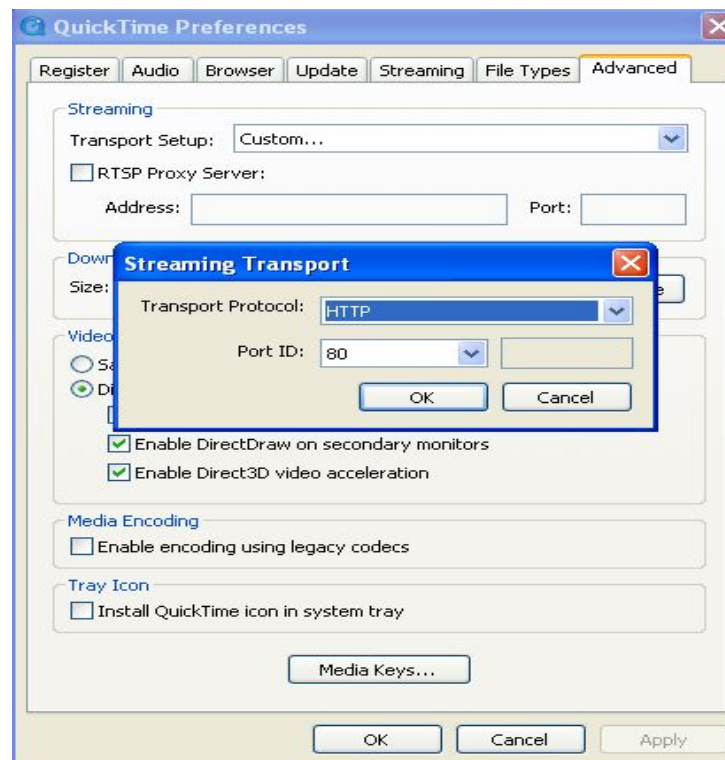 QuickTime Preferences
Register Audio Browser Update Streaming File Types Advanced
Streaming
Transport Setup: Custom...
RTSP Proxy Server:
Address: Port:
Size:
Streaming Transport
Transport Protocol: HTTP
Port ID: 80
OK Cancel
Video
Enable DirectDraw on secondary monitors
Enable Direct3D video acceleration
Media Encoding
Enable encoding using legacy codecs
Tray Icon
Install QuickTime icon in system tray
Media Keys...
OK Cancel Apply